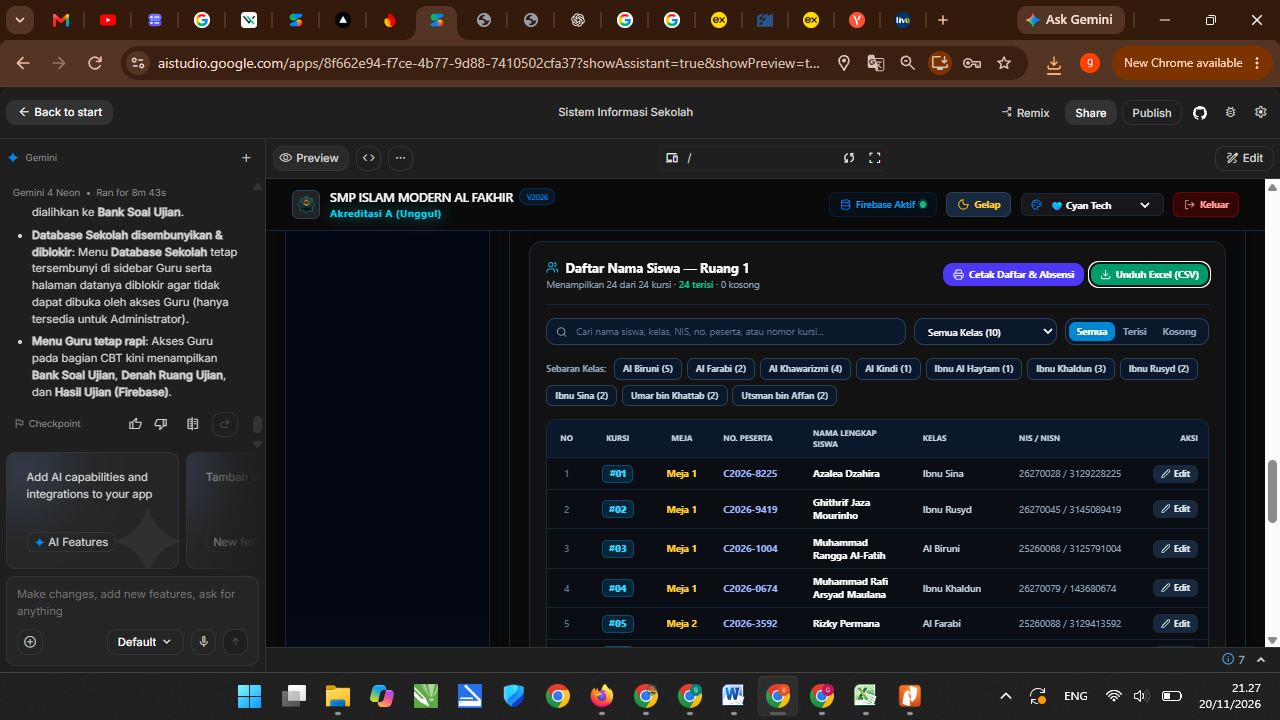 Ask Gemini
aistudio.google.com/apps/8f662e94-f7ce-4b77-9d88-7410502cfa37?showAssistant=true&showPreview=t...
g
New Chrome available
Back to start
Sistem Informasi Sekolah
Remix
Share
Publish
Gemini
Preview
/
Edit
Gemini 4 Neon • Ran for 8m 43s
dialihkan ke Bank Soal Ujian.
• Database Sekolah disembunyikan &
diblokir: Menu Database Sekolah tetap
tersembunyi di sidebar Guru serta
halaman datanya diblokir agar tidak
dapat dibuka oleh akses Guru (hanya
tersedia untuk Administrator).
• Menu Guru tetap rapi: Akses Guru
pada bagian CBT kini menampilkan
Bank Soal Ujian, Denah Ruang Ujian,
dan Hasil Ujian (Firebase).
Checkpoint
Add AI capabilities and
integrations to your app
AI Features
Tambah
New fea
Make changes, add new features, ask for
anything
Default
SMP ISLAM MODERN AL FAKHIR
V2026
Akreditasi A (Unggul)
Firebase Aktif
Gelap
Cyan Tech
Keluar
Daftar Nama Siswa — Ruang 1
Menampilkan 24 dari 24 kursi · 24 terisi · 0 kosong
Cetak Daftar & Absensi
Unduh Excel (CSV)
Cari nama siswa, kelas, NIS, no. peserta, atau nomor kursi...
Semua Kelas (10)
Semua
Terisi
Kosong
Sebaran Kelas: Al Biruni (5) Al Farabi (2) Al Khawarizmi (4) Al Kindi (1) Ibnu Al Haytam (1) Ibnu Khaldun (3) Ibnu Rusyd (2)
Ibnu Sina (2) Umar bin Khattab (2) Utsman bin Affan (2)
NO KURSI MEJA NO. PESERTA NAMA LENGKAP SISWA KELAS NIS / NISN AKSI
1 #01 Meja 1 C2026-8225 Azalea Dzahira Ibnu Sina 26270028 / 3129228225 Edit
2 #02 Meja 1 C2026-9419 Ghithrif Jaza Mourinho Ibnu Rusyd 26270045 / 3145089419 Edit
3 #03 Meja 1 C2026-1004 Muhammad Rangga Al-Fatih Al Biruni 25260068 / 3125791004 Edit
4 #04 Meja 1 C2026-0674 Muhammad Rafi Arsyad Maulana Ibnu Khaldun 26270079 / 143680674 Edit
5 #05 Meja 2 C2026-3592 Rizky Permana Al Farabi 25260088 / 3129413592 Edit
7
ENG
21.27
20/11/2026